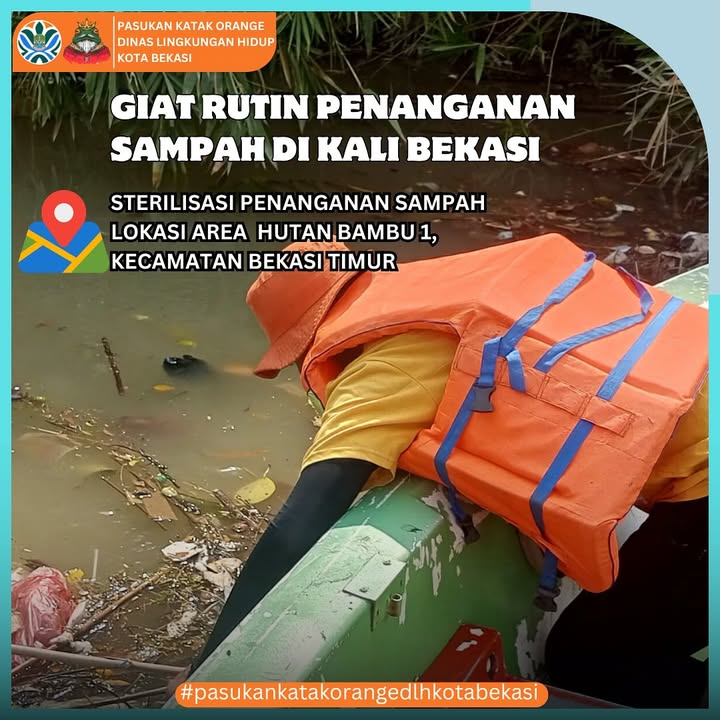 PASUKAN KATAK ORANGE
DINAS LINGKUNGAN HIDUP
KOTA BEKASI
GIAT RUTIN PENANGANAN
SAMPAH DI KALI BEKASI
STERILISASI PENANGANAN SAMPAH
LOKASI AREA HUTAN BAMBU 1,
KECAMATAN BEKASI TIMUR
#pasukankatakorangedlhkotabekasi